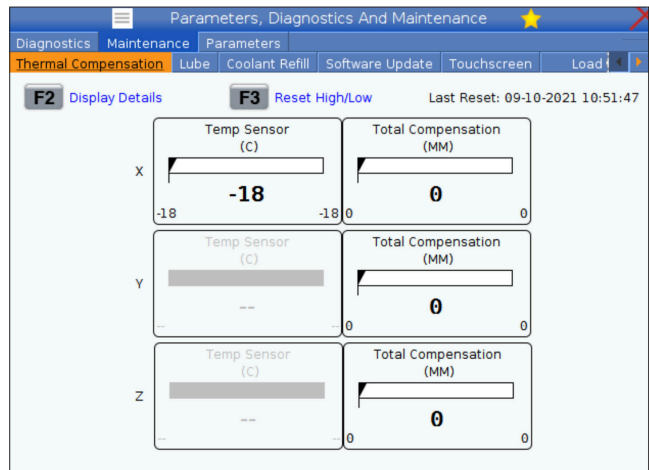 Parameters, Diagnostics And Maintenance
Diagnostics Maintenance Parameters
Thermal Compensation Lube Coolant Refill Software Update Touchscreen Load
F2 Display Details F3 Reset High/Low Last Reset: 09-10-2021 10:51:47
Temp Sensor Total Compensation
(C) (MM)
X
-18 0
-18 -18 0 0
Temp Sensor Total Compensation
(C) (MM)
Y
-- 0
-- -- 0 0
Temp Sensor Total Compensation
(C) (MM)
Z
-- 0
-- -- 0 0